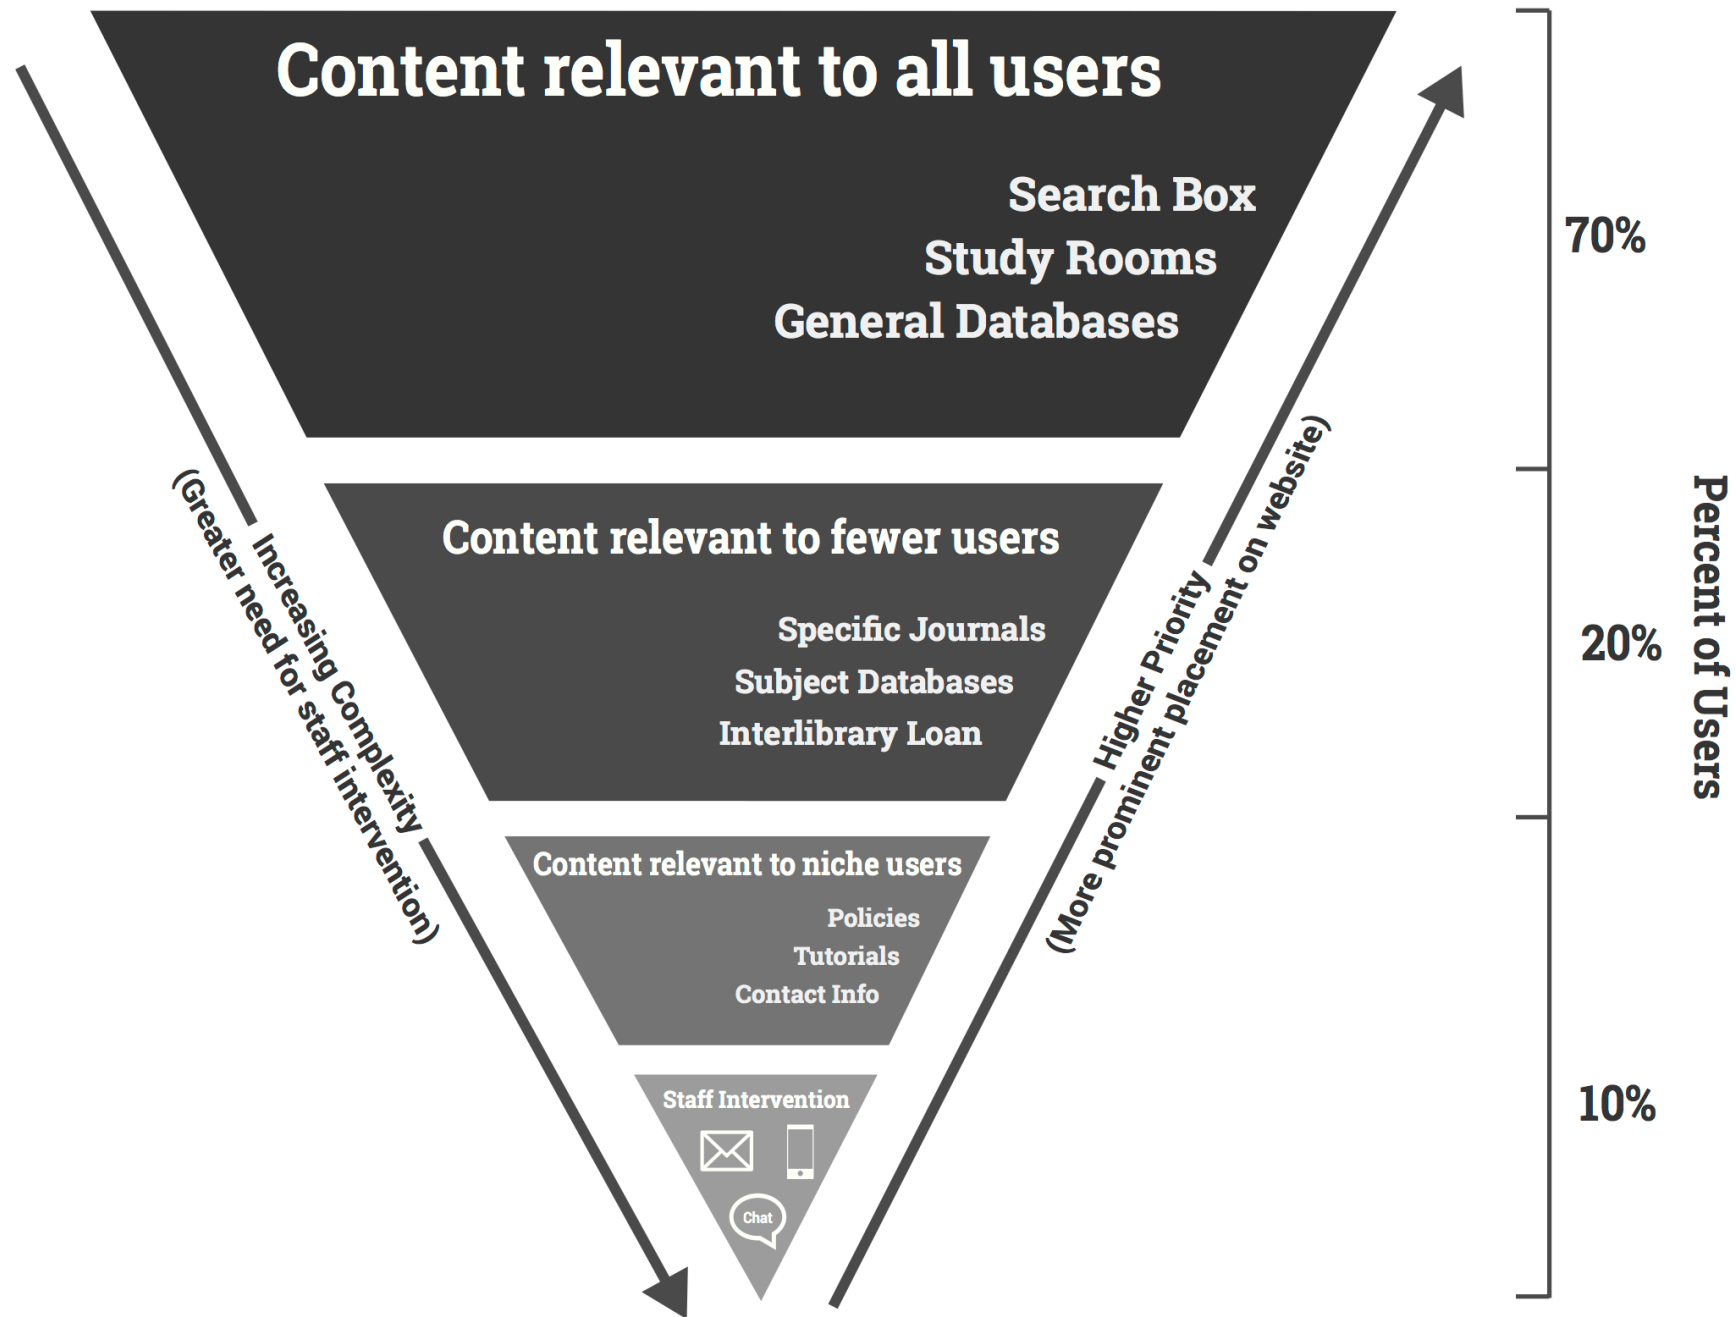 Content relevant to all users
Search Box
Study Rooms
General Databases
70%
Content relevant to fewer users
Specific Journals
Subject Databases
Interlibrary Loan
20%
Content relevant to niche users
Policies
Tutorials
Contact Info
Staff Intervention
Chat
10%
Increasing Complexity
(Greater need for staff intervention)
Higher Priority
(More prominent placement on website)
Percent of Users